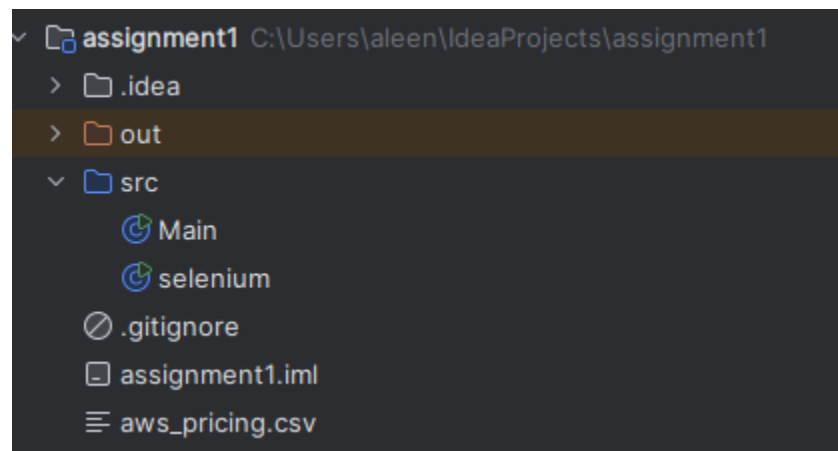 assignment1 C:\Users\aleen\IdeaProjects\assignment1
.idea
out
src
Main
selenium
.gitignore
assignment1.iml
aws_pricing.csv